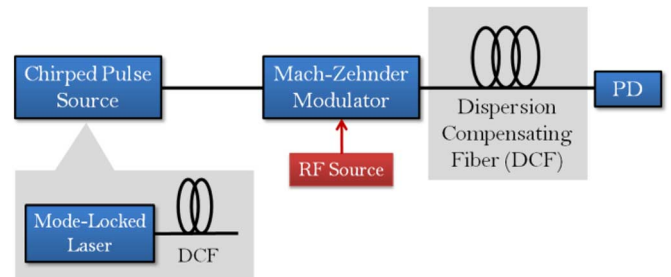 Chirped Pulse
Source
Mach-Zehnder
Modulator
PD
Dispersion
Compensating
Fiber (DCF)
RF Source
Mode-Locked
Laser
DCF